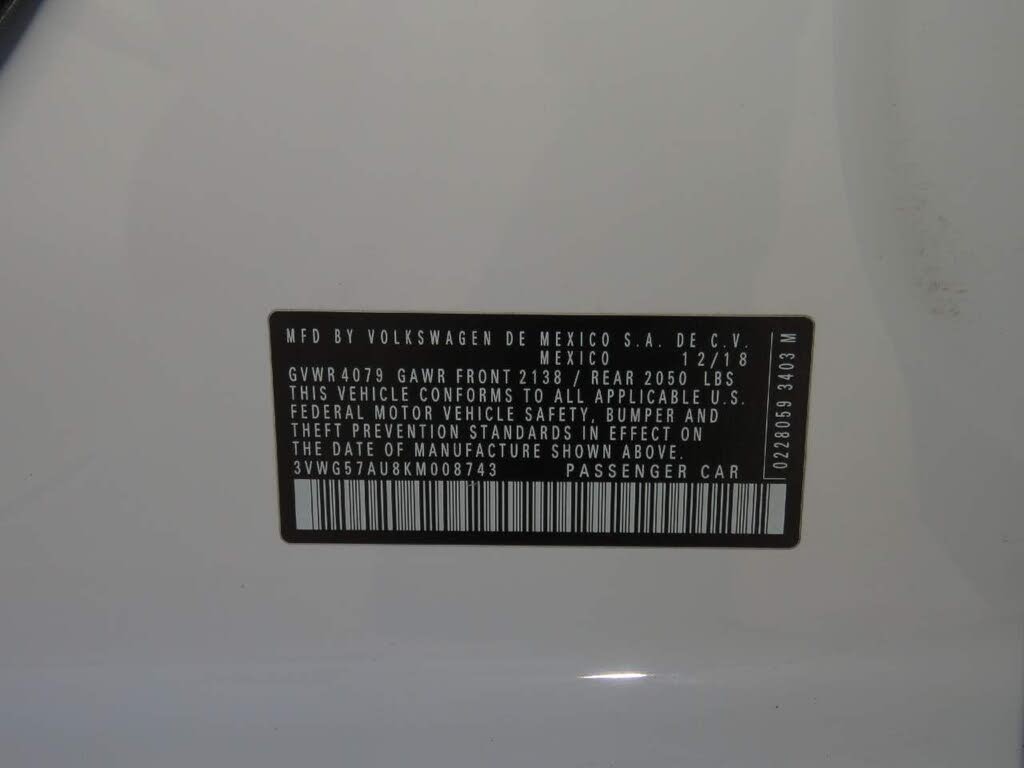 MFD BY VOLKSWAGEN DE MEXICO S.A. DE C.V.
MEXICO 12/18
GVWR 4079 GAWR FRONT 2138 / REAR 2050 LBS
THIS VEHICLE CONFORMS TO ALL APPLICABLE U.S.
FEDERAL MOTOR VEHICLE SAFETY, BUMPER AND
THEFT PREVENTION STANDARDS IN EFFECT ON
THE DATE OF MANUFACTURE SHOWN ABOVE.
3VWG57AU8KM008743 PASSENGER CAR
0228059 3403 M